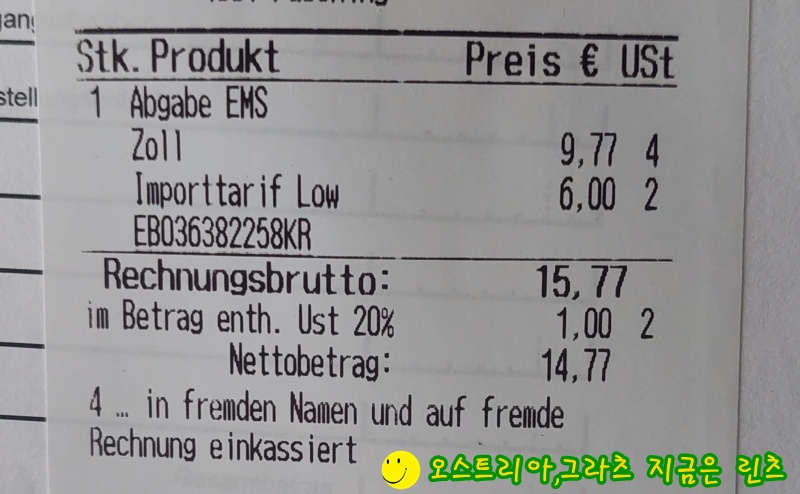 Stk. Produkt Preis € USt
1 Abgabe EMS
Zoll 9,77 4
Importtarif Low 6,00 2
EB036382258KR
Rechnungsbrutto: 15,77
im Betrag enth. Ust 20% 1,00 2
Nettobetrag: 14,77
4 … in fremden Namen und auf fremde
Rechnung einkassiert
오스트리아,그라츠 지금은 린츠